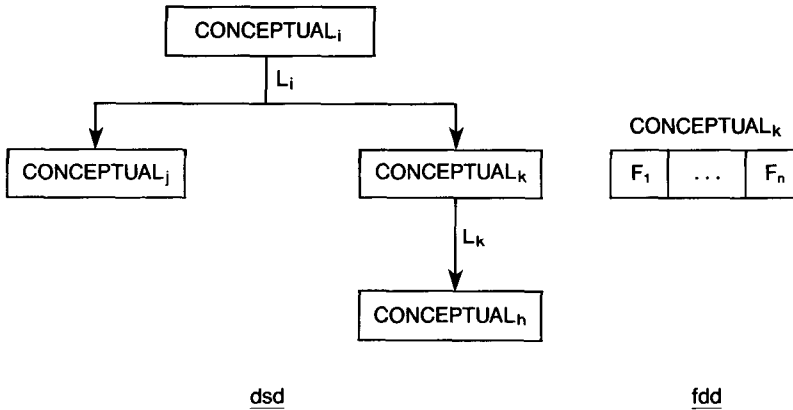 CONCEPTUALi
Li
CONCEPTUALk
CONCEPTUALj
CONCEPTUALk
F1 ... Fn
Lk
CONCEPTUALh
dsd
fdd